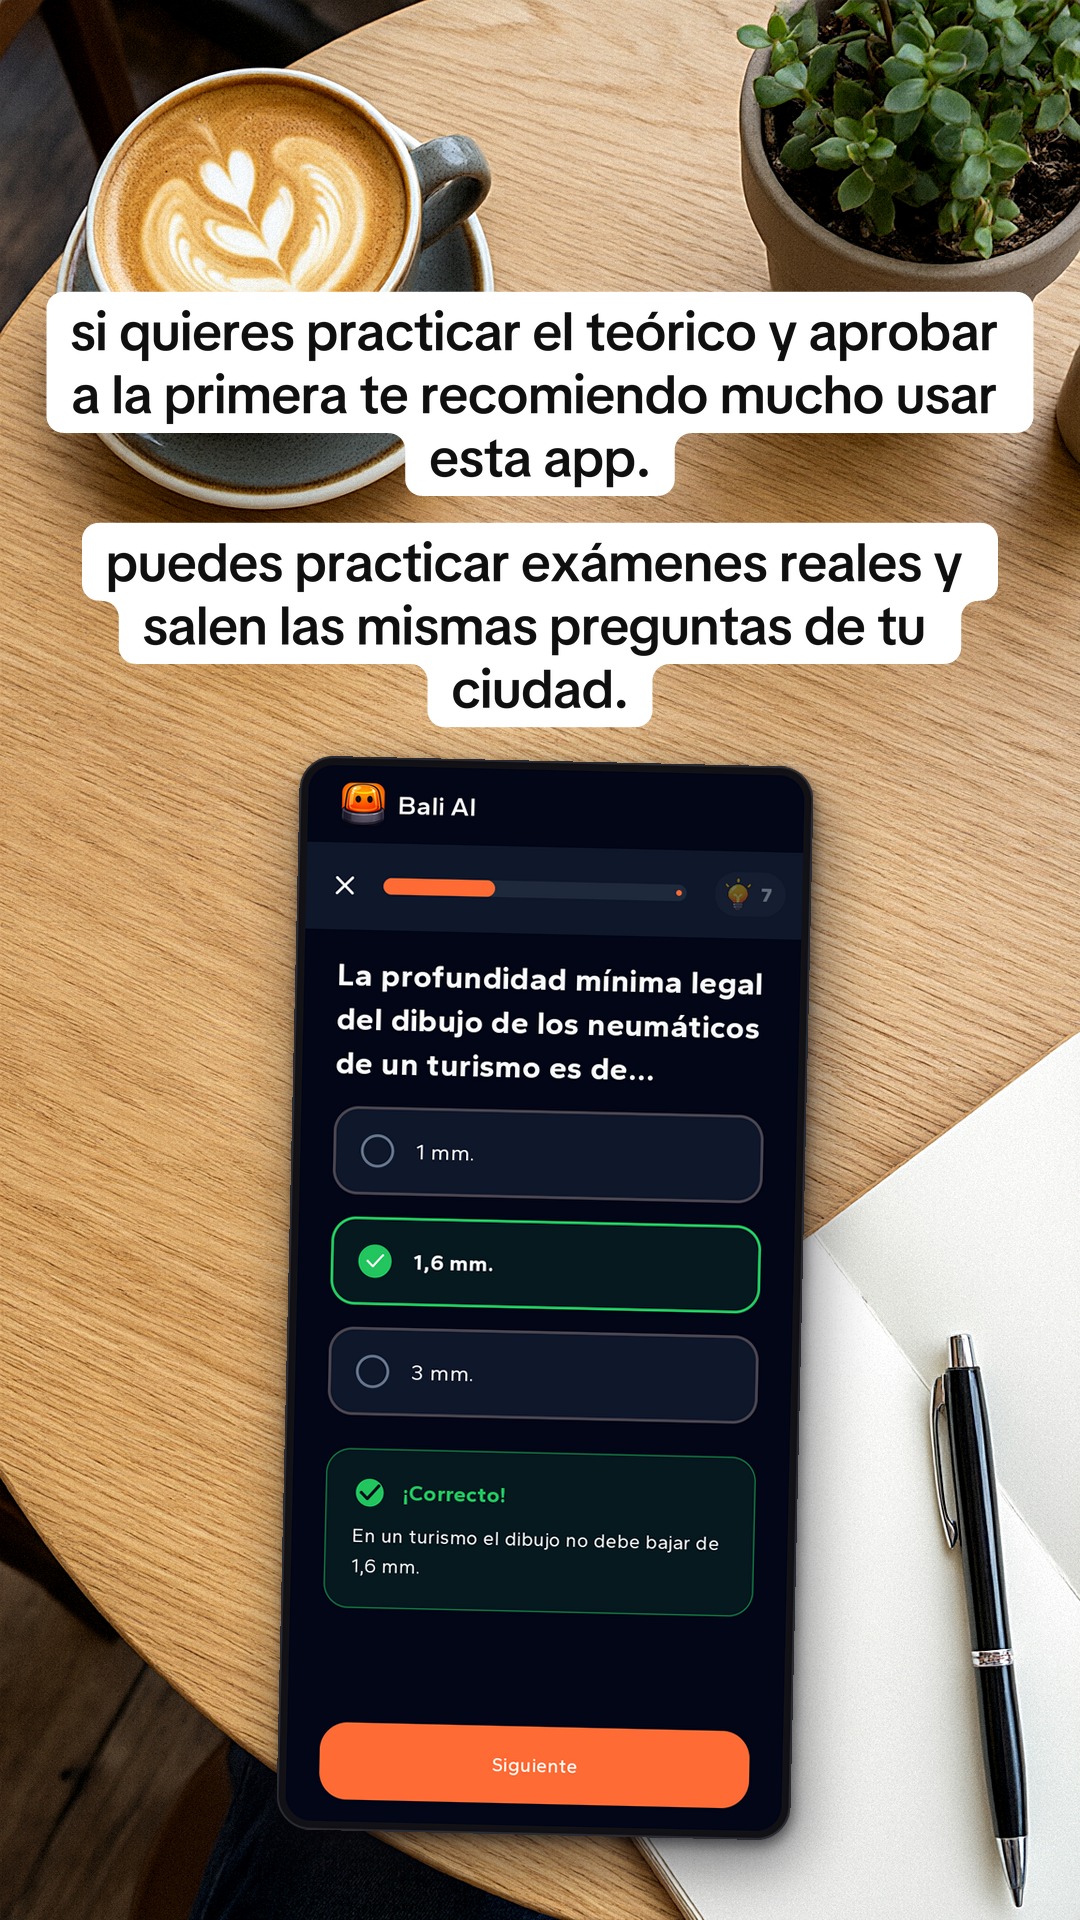 si quieres practicar el teórico y aprobar
a la primera te recomiendo mucho usar
esta app.
puedes practicar exámenes reales y
salen las mismas preguntas de tu
ciudad.
Bali AI
7
La profundidad mínima legal
del dibujo de los neumáticos
de un turismo es de...
1 mm.
1,6 mm.
3 mm.
¡Correcto!
En un turismo el dibujo no debe bajar de
1,6 mm.
Siguiente